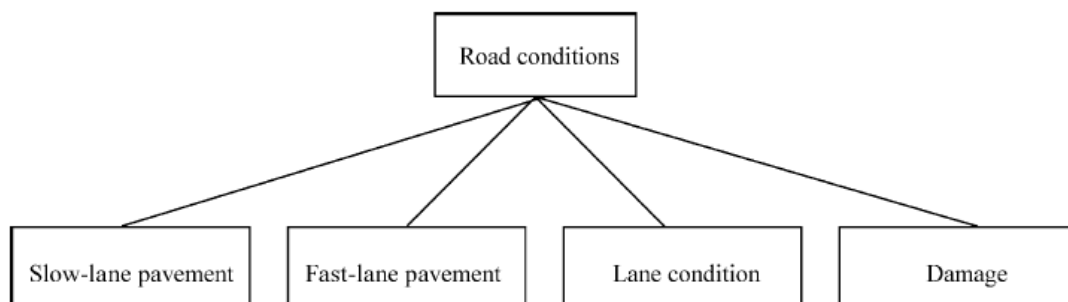 Road conditions
Slow-lane pavement
Fast-lane pavement
Lane condition
Damage